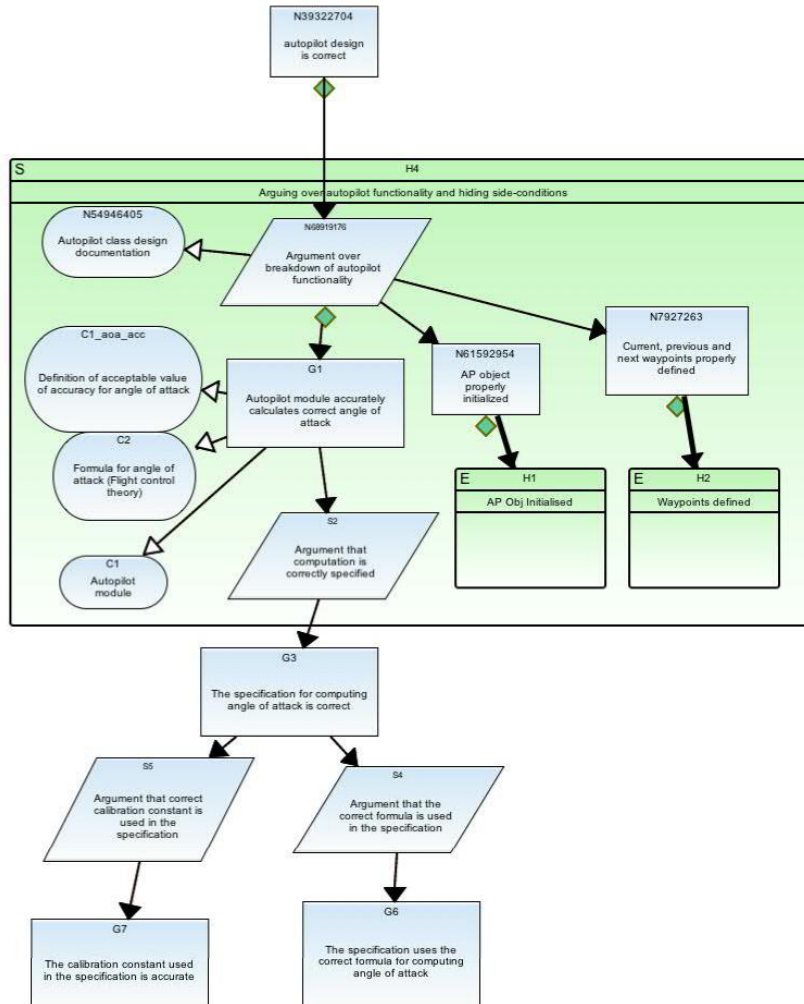 N39322704
autopilot design
is correct
S
H4
Arguing over autopilot functionality and hiding side-conditions
N54946405
Autopilot class design
documentation
N68919176
Argument over
breakdown of autopilot
functionality
N7927263
Current, previous and
next waypoints properly
defined
C1_aoa_acc
Definition of acceptable value
of accuracy for angle of attack
G1
Autopilot module accurately
calculates correct angle of
attack
N61592954
AP object
properly
initialized
C2
Formula for angle of
attack (Flight control
theory)
E
H1
AP Obj Initialised
E
H2
Waypoints defined
S2
Argument that
computation is
correctly specified
C1
Autopilot
module
G3
The specification for computing
angle of attack is correct
S5
Argument that correct
calibration constant is
used in the
specification
S4
Argument that the
correct formula is used
in the specification
G7
The calibration constant used
in the specification is accurate
G6
The specification uses the
correct formula for computing
angle of attack